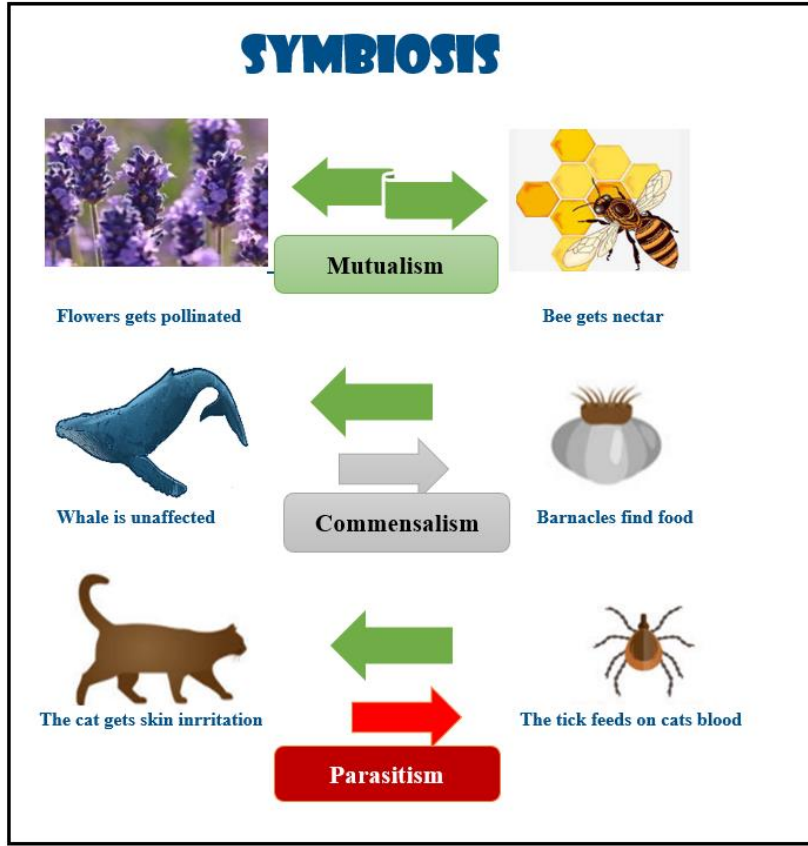 SYMBIOSIS
Mutualism
Flowers gets pollinated
Bee gets nectar
Whale is unaffected
Commensalism
Barnacles find food
The cat gets skin inrritation
The tick feeds on cats blood
Parasitism